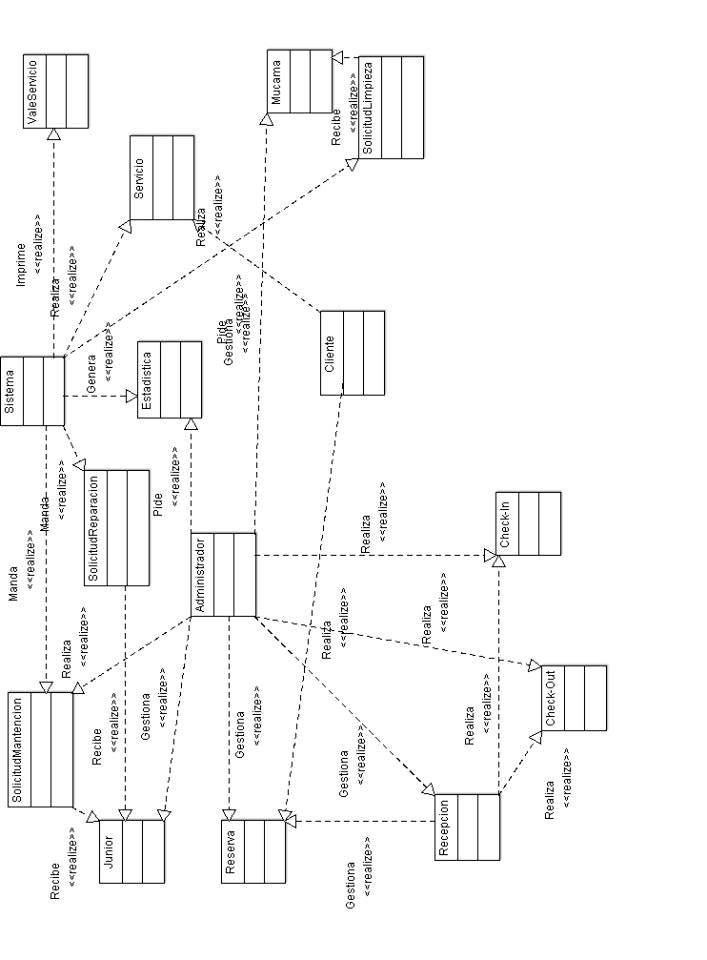 Sistema
SolicitudMantencion
Manda
<<realize>>
Imprime
<<realize>>
ValeServicio
Manda
<<realize>>
Realiza
<<realize>>
Recibe
<<realize>>
Realiza
<<realize>>
SolicitudReparacion
Genera
<<realize>>
Recibe
<<realize>>
Junior
Servicio
Gestiona
<<realize>>
Estadistica
Pide
<<realize>>
Administrador
Realiza
<<realize>>
Pide
<<realize>>
Gestiona
<<realize>>
Reserva
Gestiona
<<realize>>
Mucama
Realiza
<<realize>>
Cliente
Recibe
<<realize>>
Gestiona
<<realize>>
Gestiona
<<realize>>
Realiza
<<realize>>
SolicitudLimpieza
Realiza
<<realize>>
Recepcion
Realiza
<<realize>>
Check-In
Realiza
<<realize>>
Check-Out